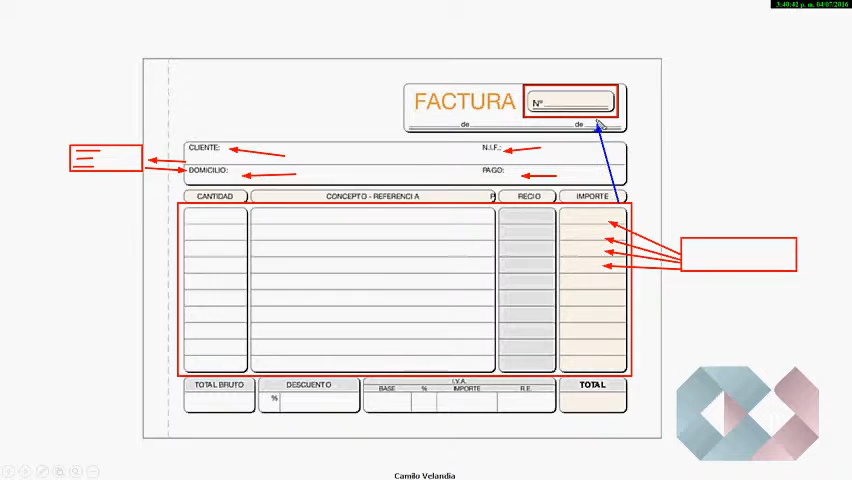 3:40:42 p. m. 04/07/2016
FACTURA
Nº
de de
CLIENTE: N.I.F.:
DOMICILIO: PAGO:
CANTIDAD CONCEPTO - REFERENCIA P RECIO IMPORTE
TOTAL BRUTO DESCUENTO I.V.A. TOTAL
BASE % IMPORTE R.E.
%
Camilo Velandia